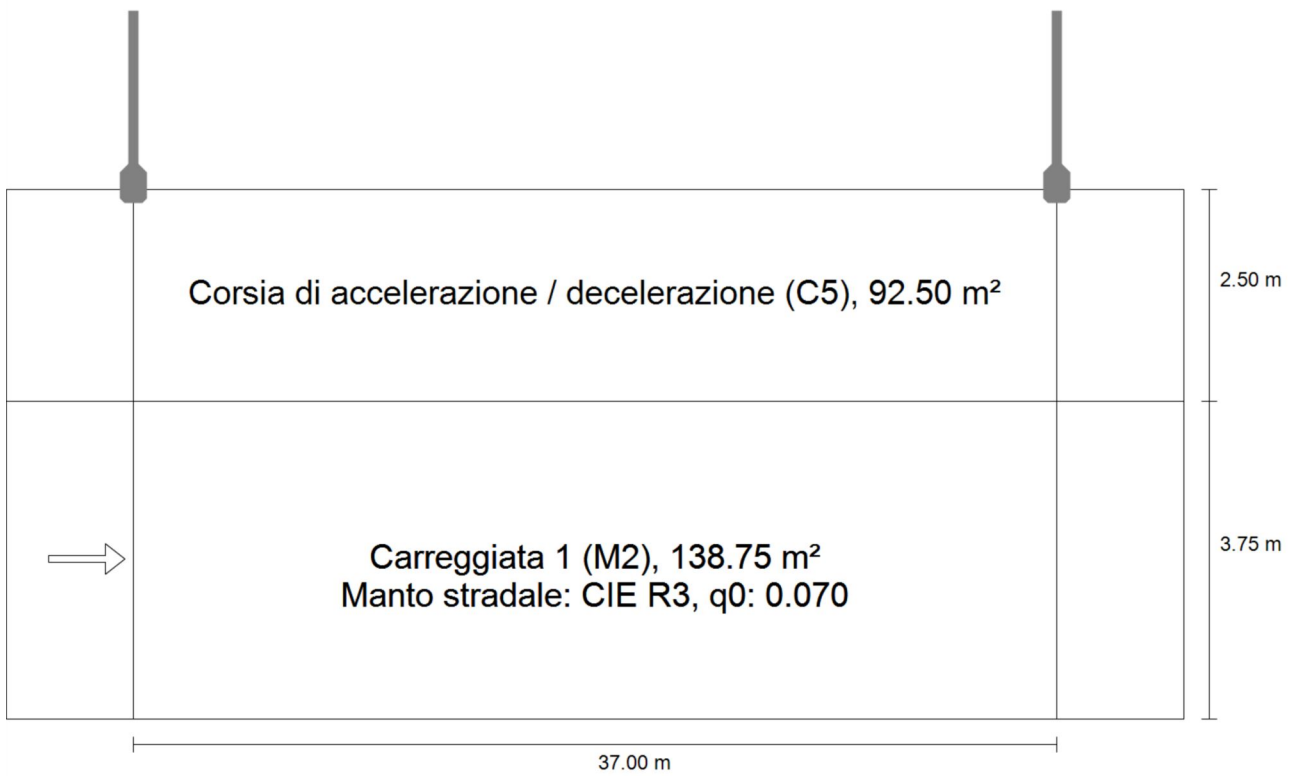 Corsia di accelerazione / decelerazione (C5), 92.50 m²
2.50 m
Carreggiata 1 (M2), 138.75 m²
Manto stradale: CIE R3, q0: 0.070
3.75 m
37.00 m